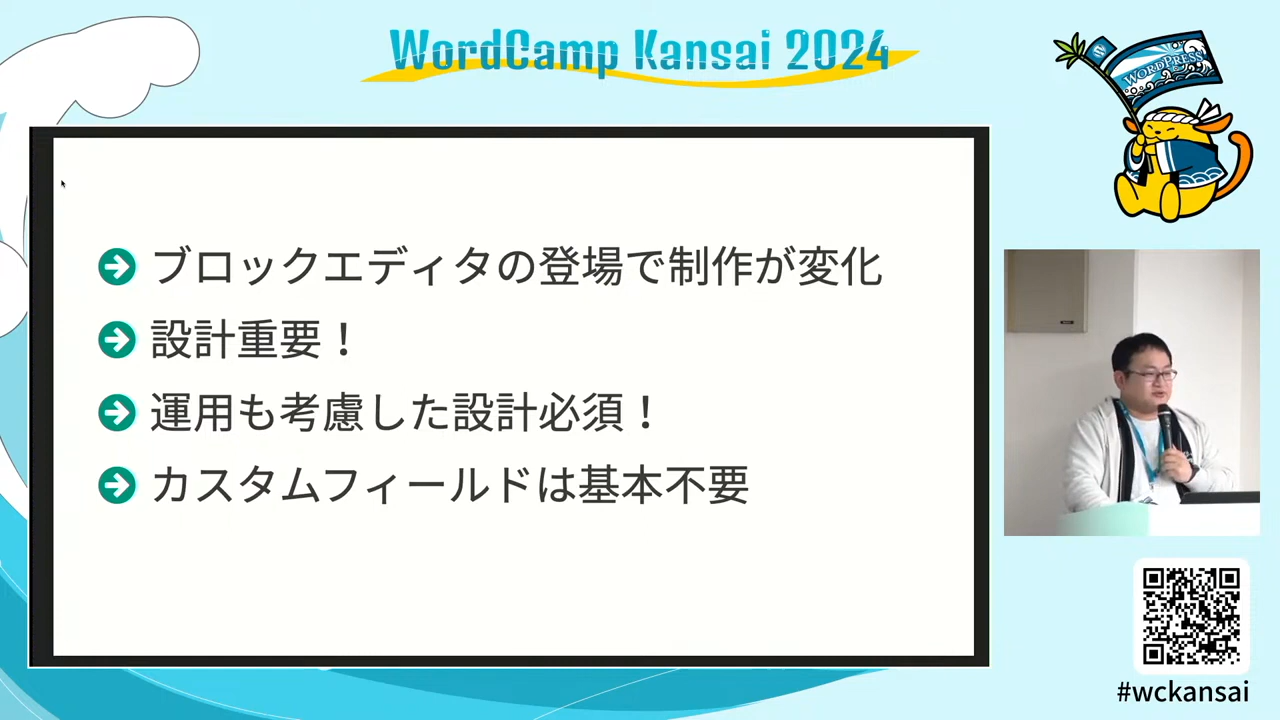 WordCamp Kansai 2024
WORDPRESS
ブロックエディタの登場で制作が変化
設計重要！
運用も考慮した設計必須！
カスタムフィールドは基本不要
#wckansai